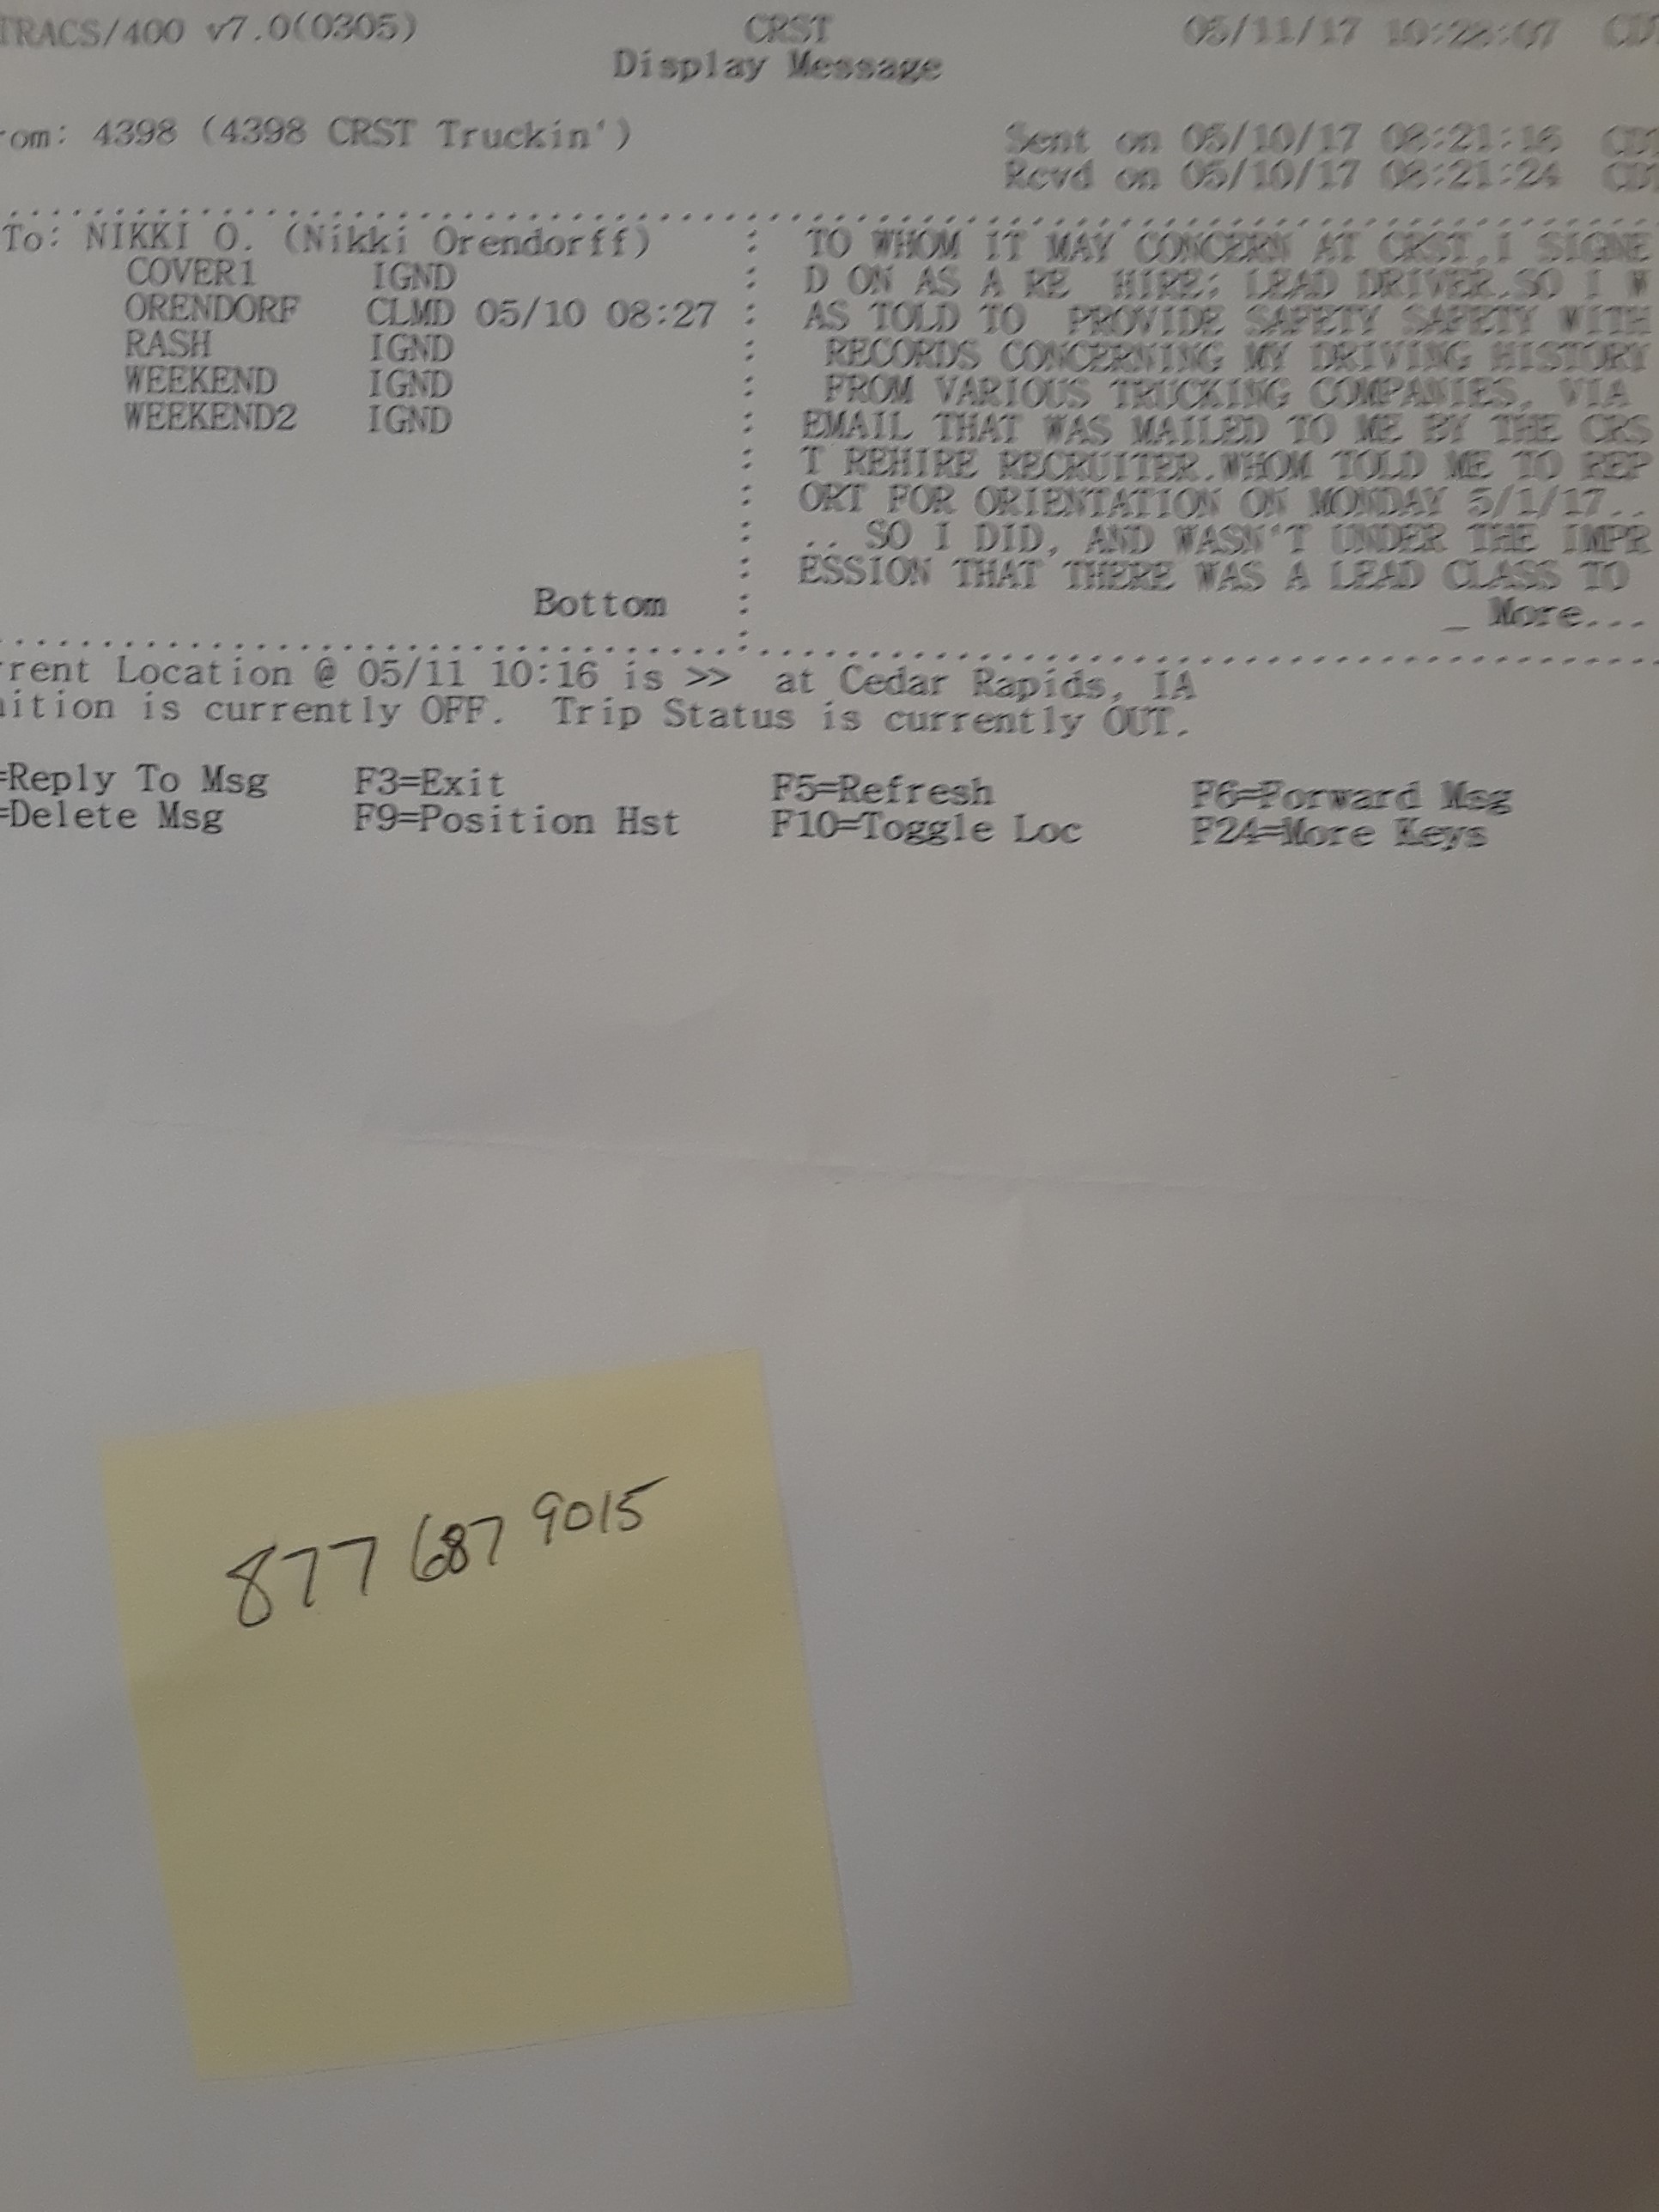 TRACS/400 v7.0(0305) CRST 05/11/17 10:28:07 CDT
Display Message
rom: 4398 (4398 CRST Truckin') Sent on 05/10/17 08:21:16 CDT
Rcvd on 05/10/17 08:21:24 CDT
To: NIKKI O. (Nikki Orendorff) : TO WHOM IT MAY CONCERN AT CRST,I SIGNE
COVER1 IGND : D ON AS A RE HIRE; LEAD DRIVER.SO I W
ORENDORF CLMD 05/10 08:27 : AS TOLD TO PROVIDE SAFETY SAFETY WITH
RASH IGND : RECORDS CONCERNING MY DRIVING HISTORY
WEEKEND IGND : FROM VARIOUS TRUCKING COMPANIES, VIA
WEEKEND2 IGND : EMAIL THAT WAS MAILED TO ME BY THE CRS
: T REHIRE RECRUITER.WHOM TOLD ME TO REP
: ORT FOR ORIENTATION ON MONDAY 5/1/17..
: .. SO I DID, AND WASN'T UNDER THE IMPR
: ESSION THAT THERE WAS A LEAD CLASS TO
Bottom : _ More...
rrent Location @ 05/11 10:16 is >> at Cedar Rapids, IA
nition is currently OFF. Trip Status is currently OUT.
=Reply To Msg F3=Exit F5=Refresh F6=Forward Msg
=Delete Msg F9=Position Hst F10=Toggle Loc F24=More Keys
877 687 9015